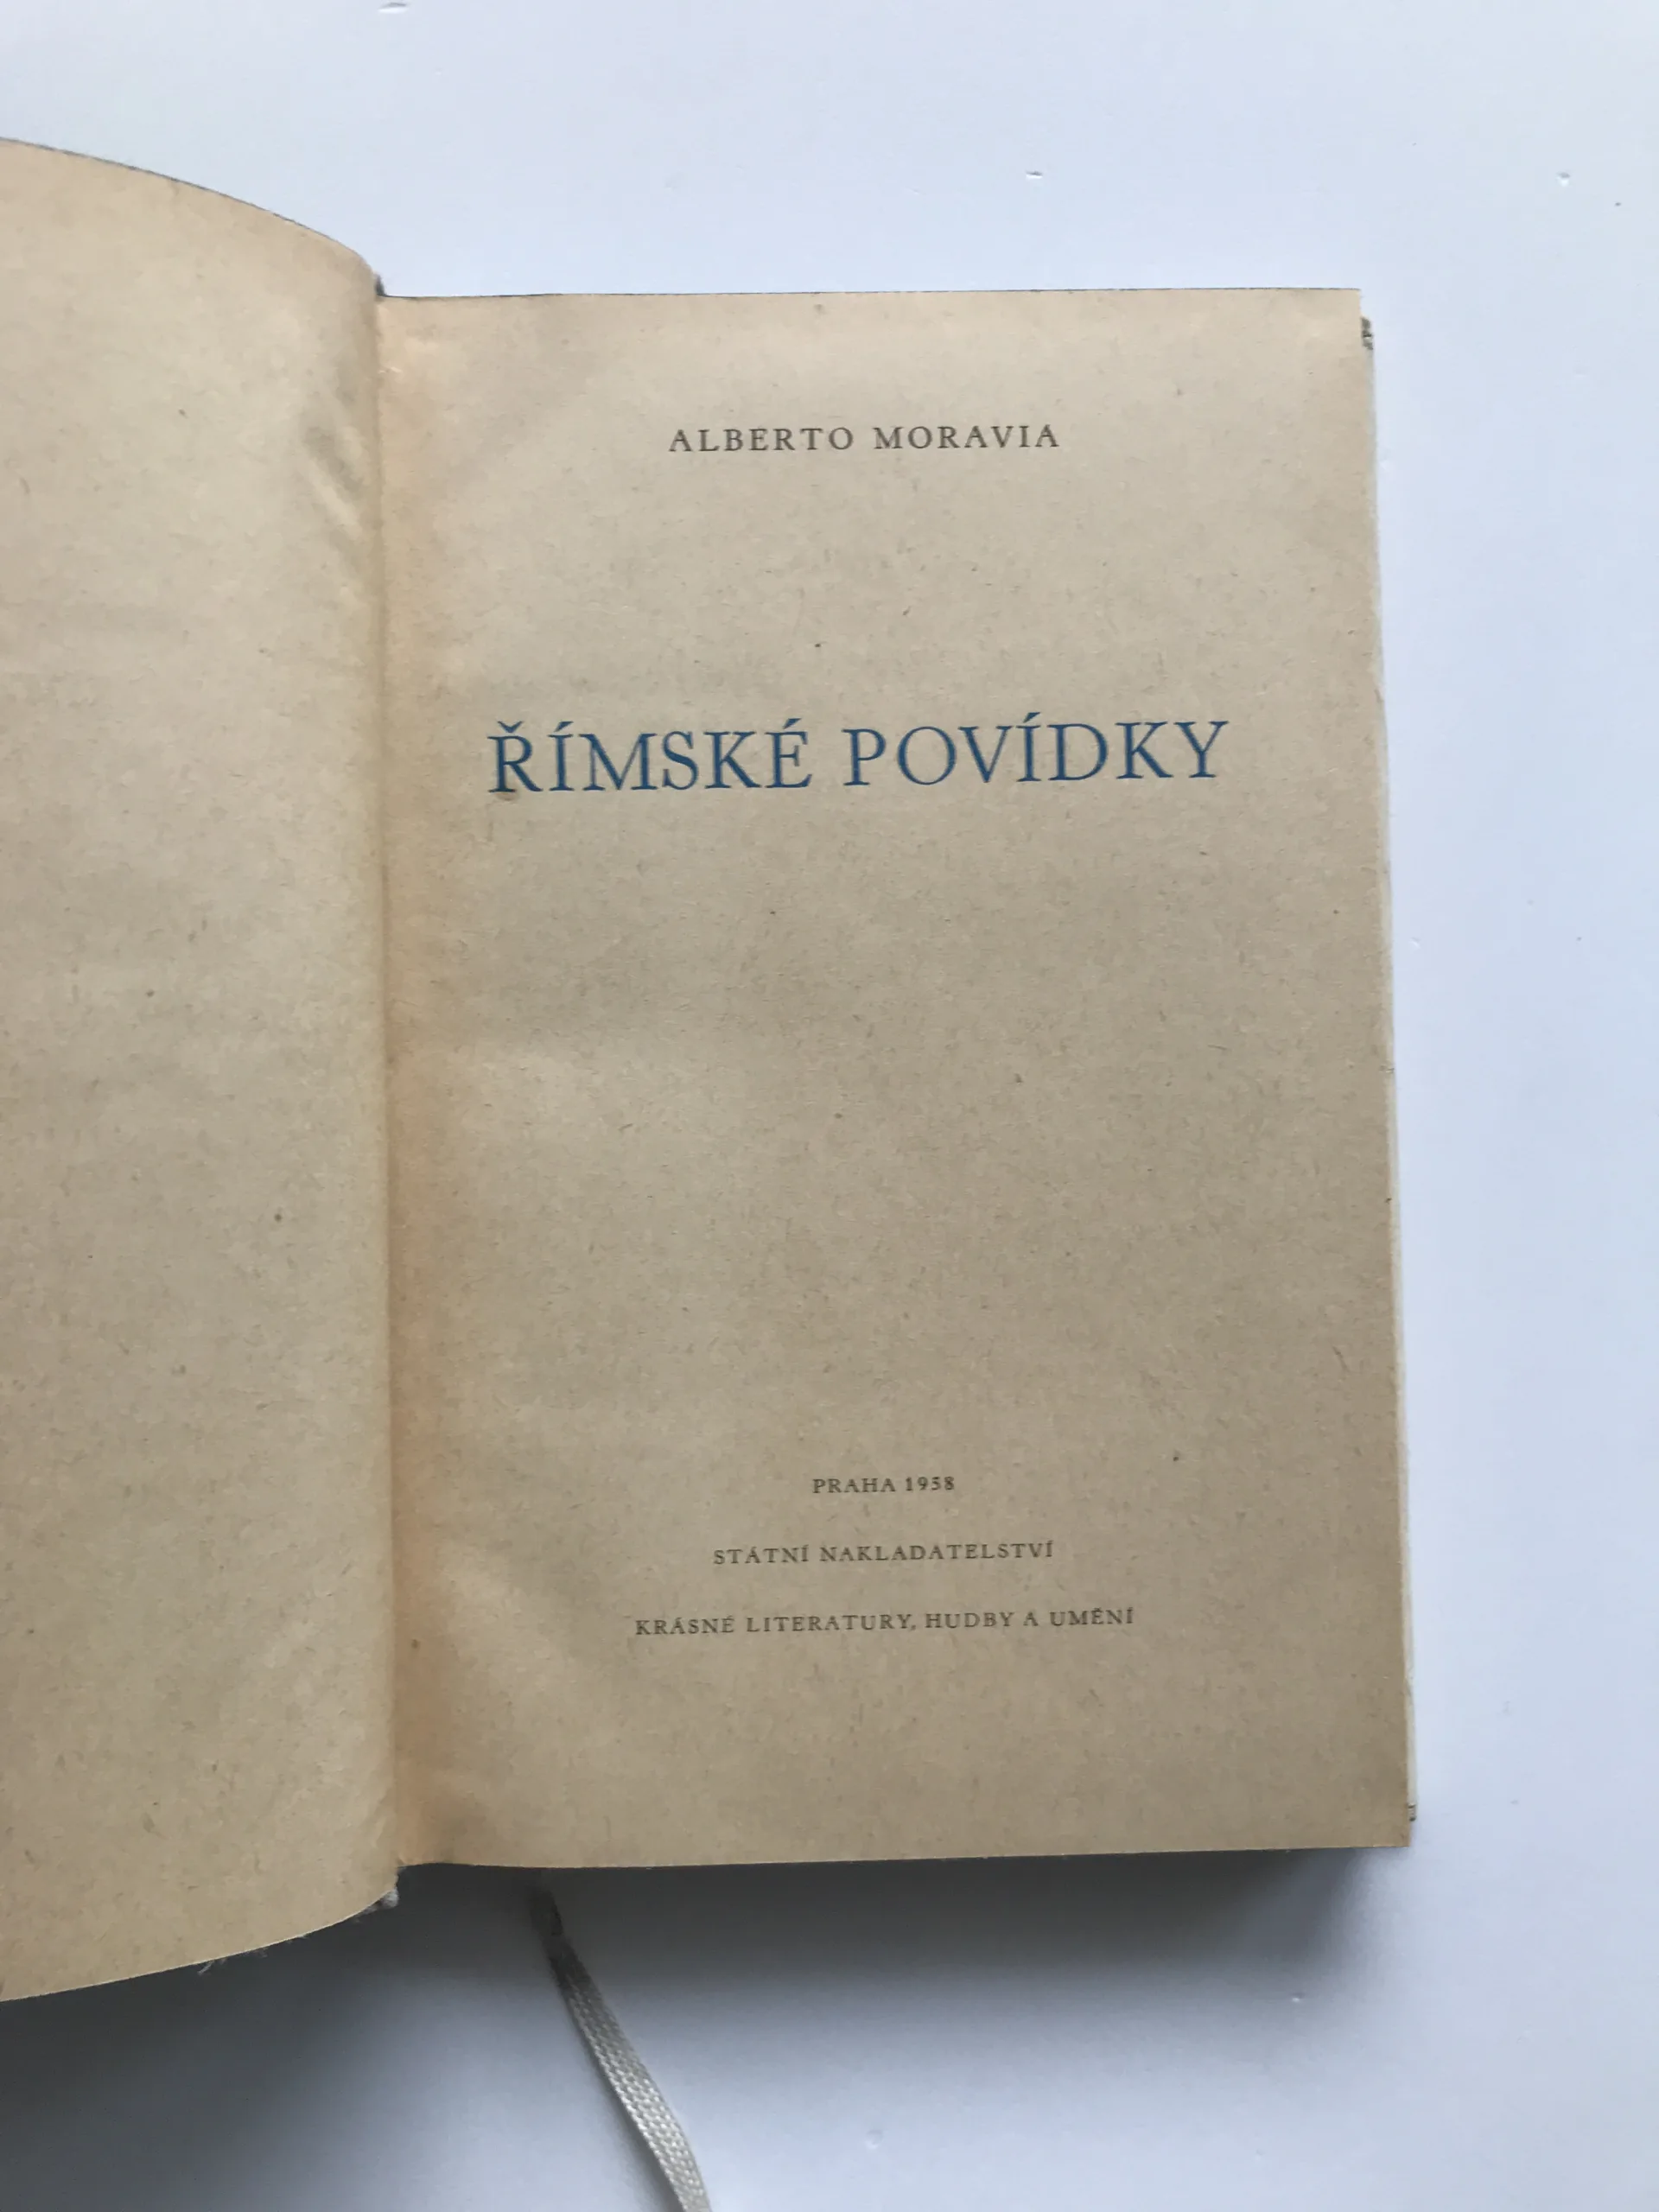 ALBERTO MORAVIA
ŘÍMSKÉ POVÍDKY
PRAHA 1958
STÁTNÍ NAKLADATELSTVÍ
KRÁSNÉ LITERATURY, HUDBY A UMĚNÍ